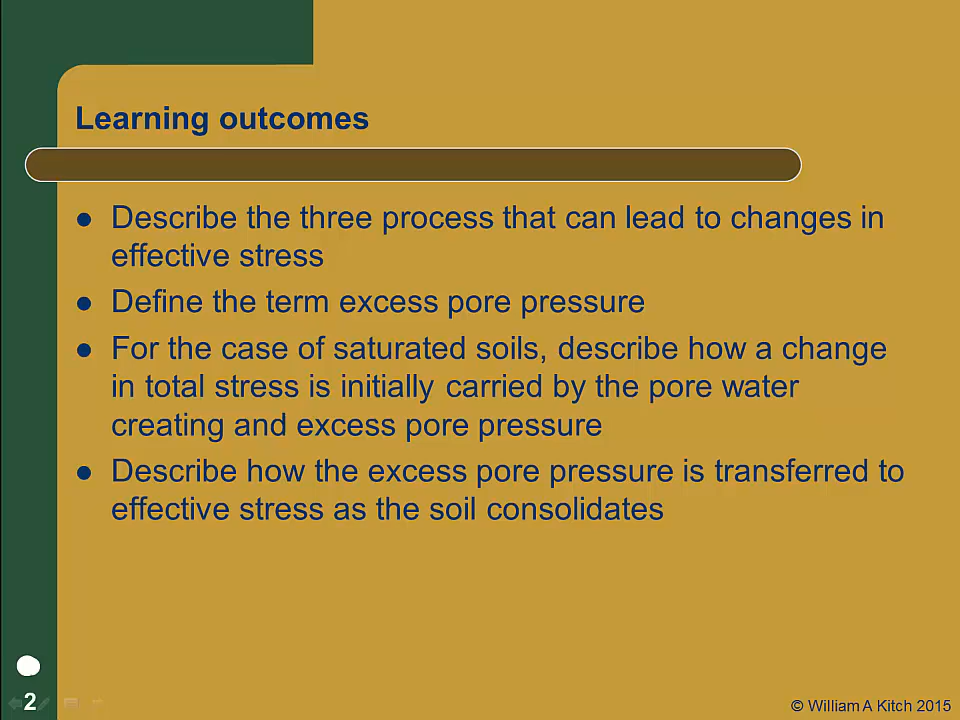 Learning outcomes
Describe the three process that can lead to changes in
effective stress
Define the term excess pore pressure
For the case of saturated soils, describe how a change
in total stress is initially carried by the pore water
creating and excess pore pressure
Describe how the excess pore pressure is transferred to
effective stress as the soil consolidates
2
© William A Kitch 2015